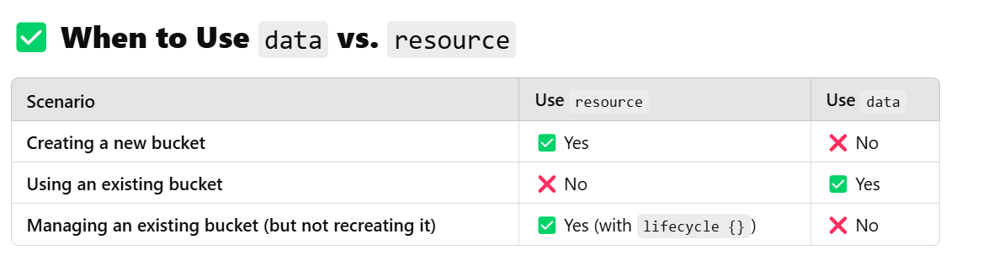 ✅ When to Use data vs. resource
Scenario Use resource Use data
Creating a new bucket ✅ Yes ❌ No
Using an existing bucket ❌ No ✅ Yes
Managing an existing bucket (but not recreating it) ✅ Yes (with lifecycle {}) ❌ No